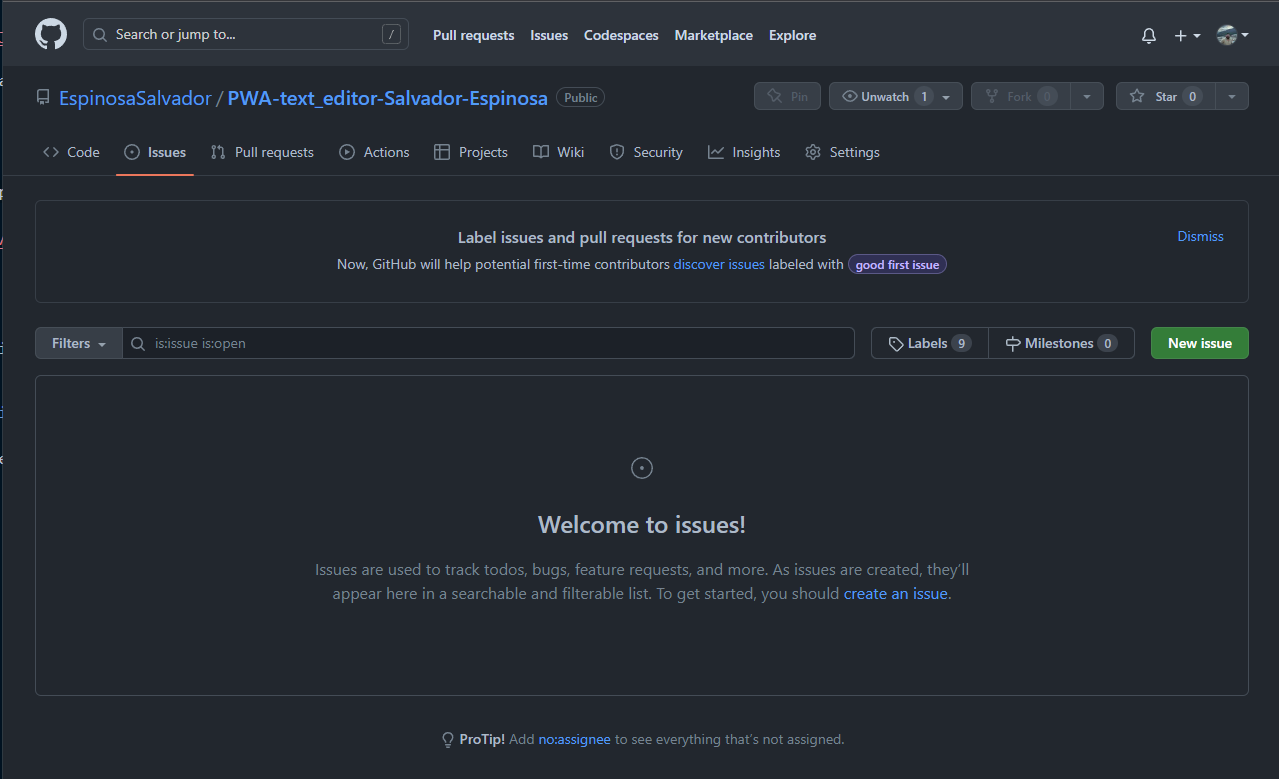 Search or jump to... /
Pull requests Issues Codespaces Marketplace Explore
EspinosaSalvador / PWA-text_editor-Salvador-Espinosa Public
Pin Unwatch 1 Fork 0 Star 0
Code Issues Pull requests Actions Projects Wiki Security Insights Settings
Label issues and pull requests for new contributors
Dismiss
Now, GitHub will help potential first-time contributors discover issues labeled with good first issue
Filters is:issue is:open Labels 9 Milestones 0 New issue
Welcome to issues!
Issues are used to track todos, bugs, feature requests, and more. As issues are created, they’ll
appear here in a searchable and filterable list. To get started, you should create an issue.
ProTip! Add no:assignee to see everything that’s not assigned.